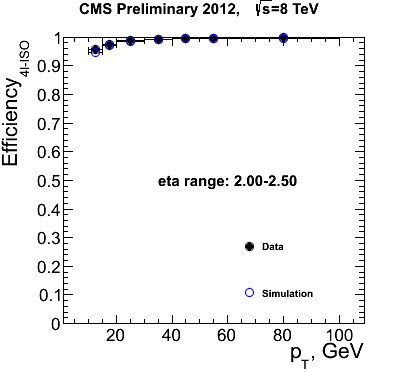 CMS Preliminary 2012, √s=8 TeV
Efficiency4l-ISO
1
0.9
0.8
0.7
0.6
0.5
0.4
0.3
0.2
0.1
0
eta range: 2.00-2.50
Data
Simulation
20 40 60 80 100
pT, GeV